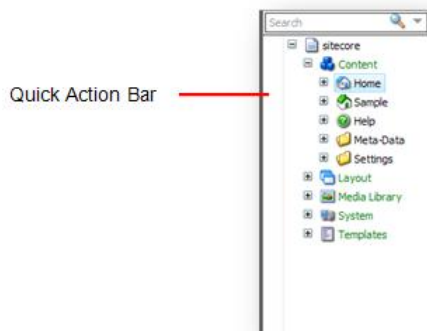 Search
sitecore
Content
Home
Quick Action Bar
Sample
Help
Meta-Data
Settings
Layout
Media Library
System
Templates